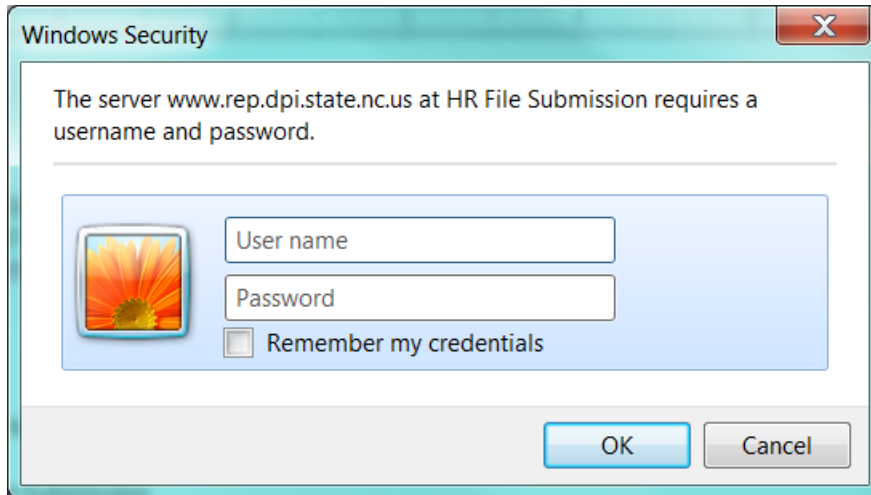 Windows Security
The server www.rep.dpi.state.nc.us at HR File Submission requires a
username and password.
User name
Password
Remember my credentials
OK
Cancel